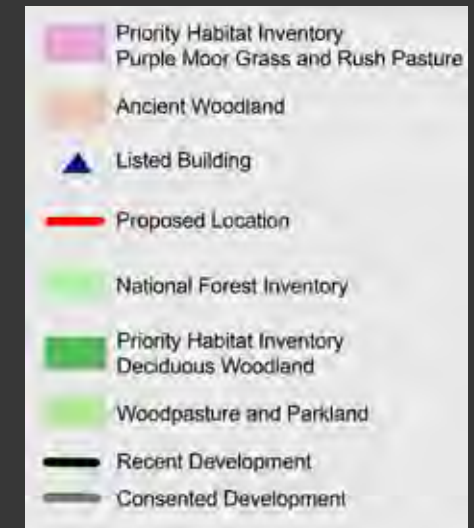 Priority Habitat Inventory
Purple Moor Grass and Rush Pasture
Ancient Woodland
Listed Building
Proposed Location
National Forest Inventory
Priority Habitat Inventory
Deciduous Woodland
Woodpasture and Parkland
Recent Development
Consented Development